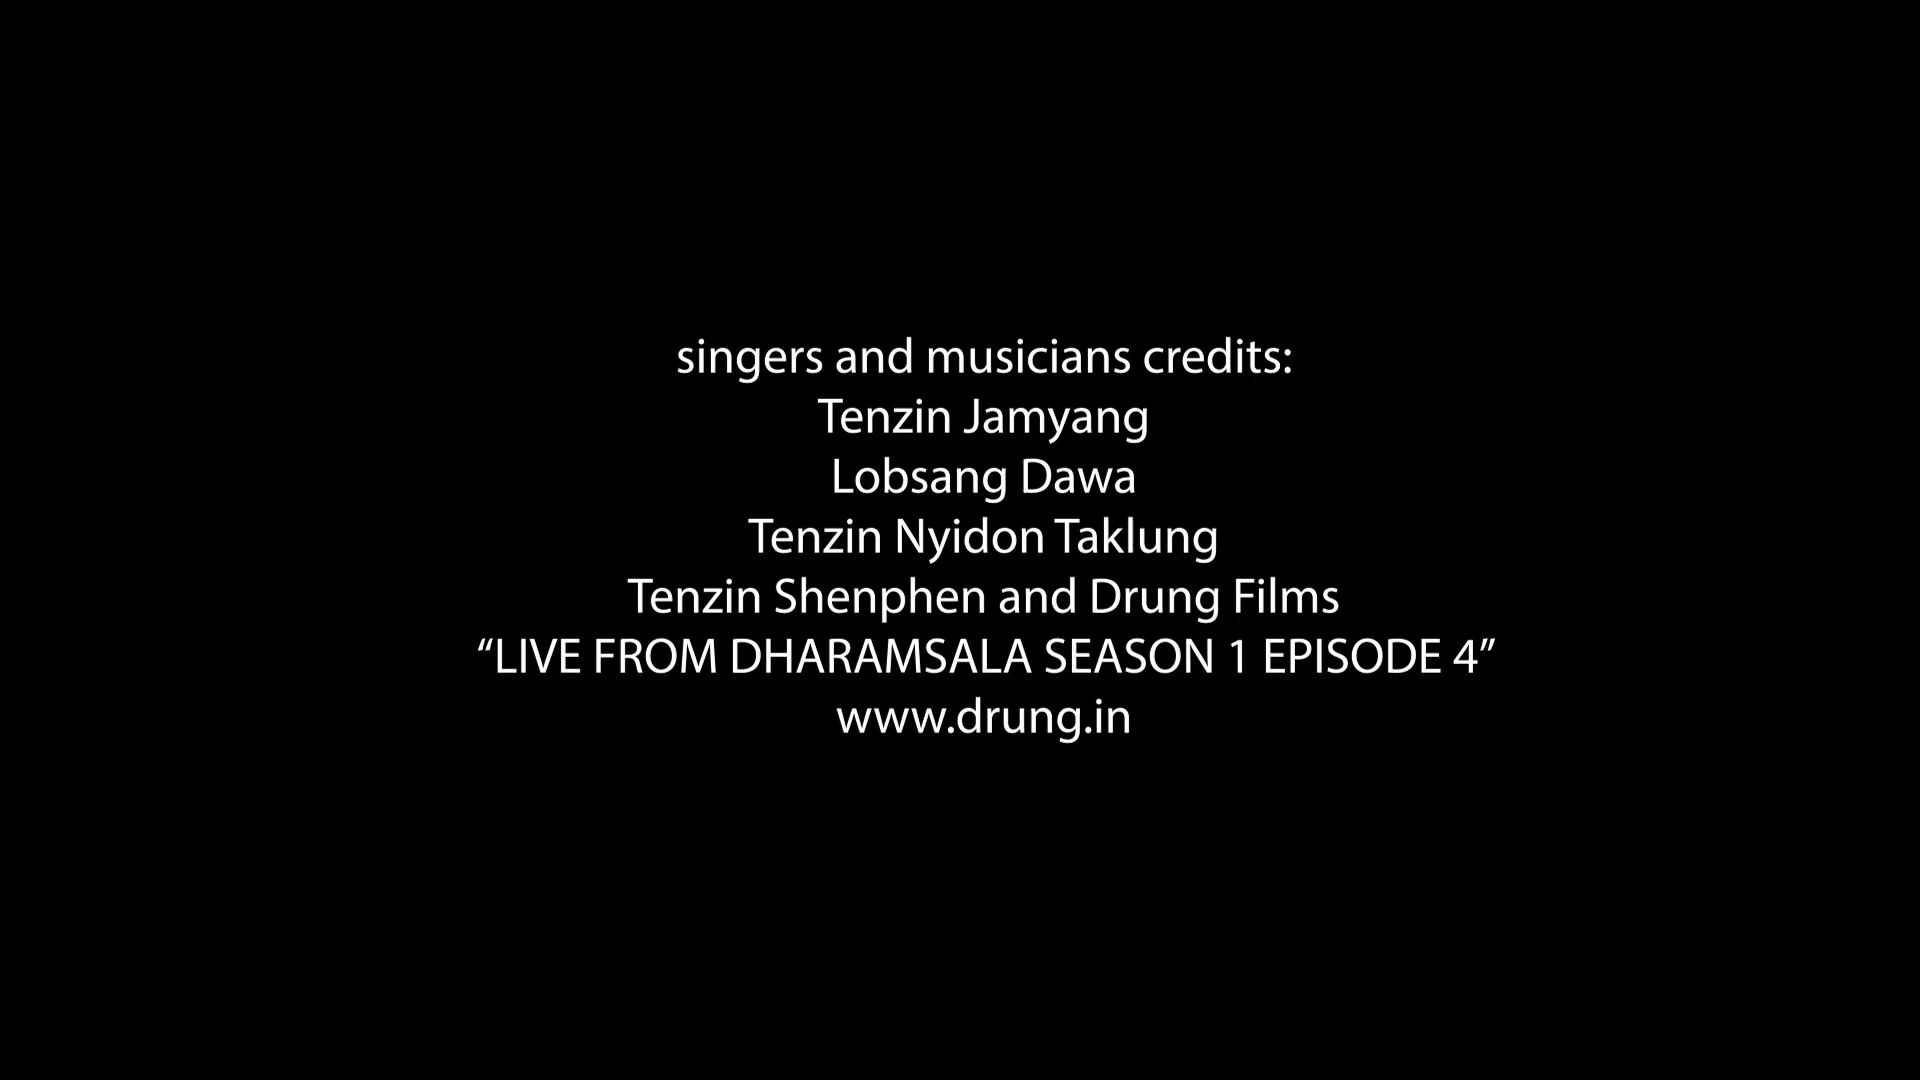 singers and musicians credits:
Tenzin Jamyang
Lobsang Dawa
Tenzin Nyidon Taklung
Tenzin Shenphen and Drung Films
“LIVE FROM DHARAMSALA SEASON 1 EPISODE 4”
www.drung.in